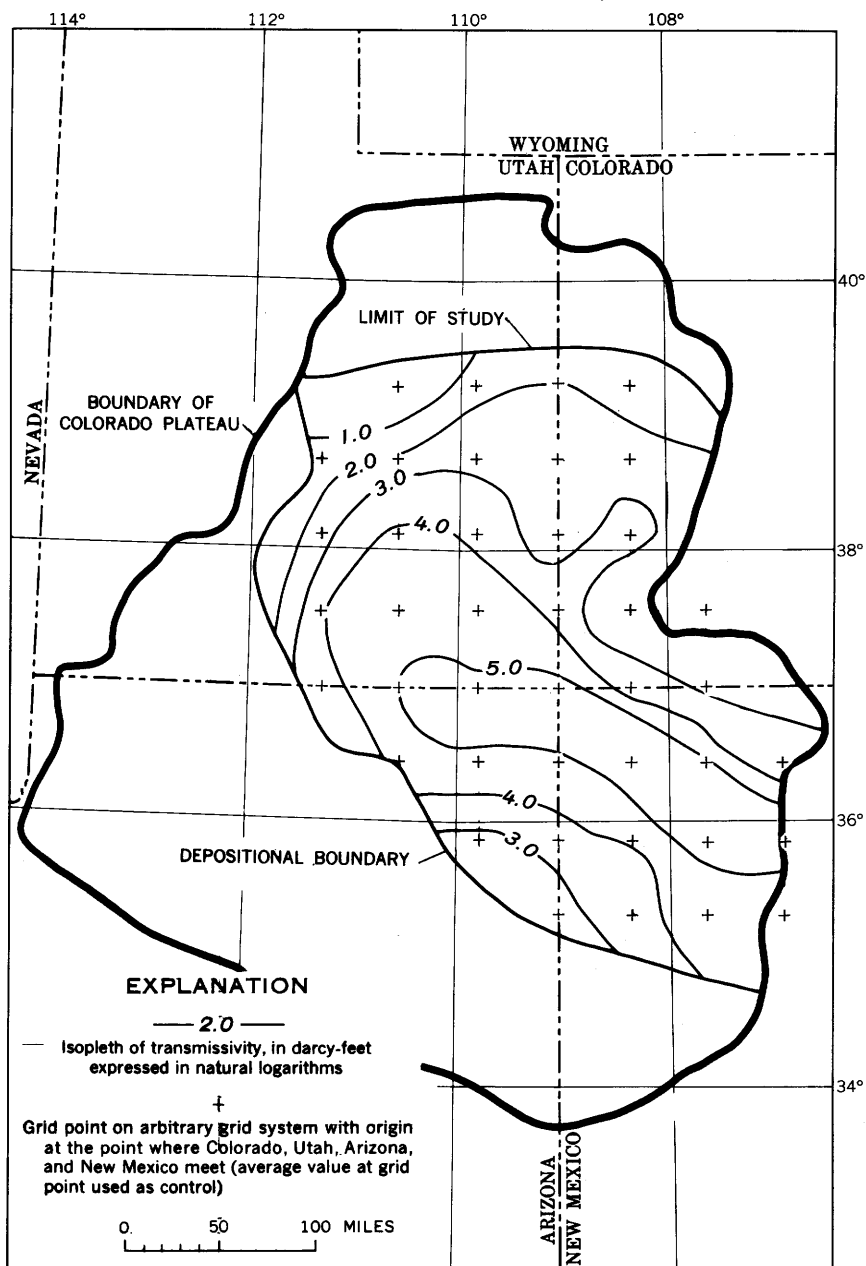 114°
112°
110°
108°
WYOMING
UTAH COLORADO
40°
LIMIT OF STUDY
NEVADA
BOUNDARY OF
COLORADO PLATEAU
1.0
2.0
3.0
4.0
38°
5.0
4.0
36°
3.0
DEPOSITIONAL BOUNDARY
EXPLANATION
2.0
Isopleth of transmissivity, in darcy-feet
expressed in natural logarithms
34°
Grid point on arbitrary grid system with origin
at the point where Colorado, Utah, Arizona,
and New Mexico meet (average value at grid
point used as control)
ARIZONA
NEW MEXICO
0 50 100 MILES